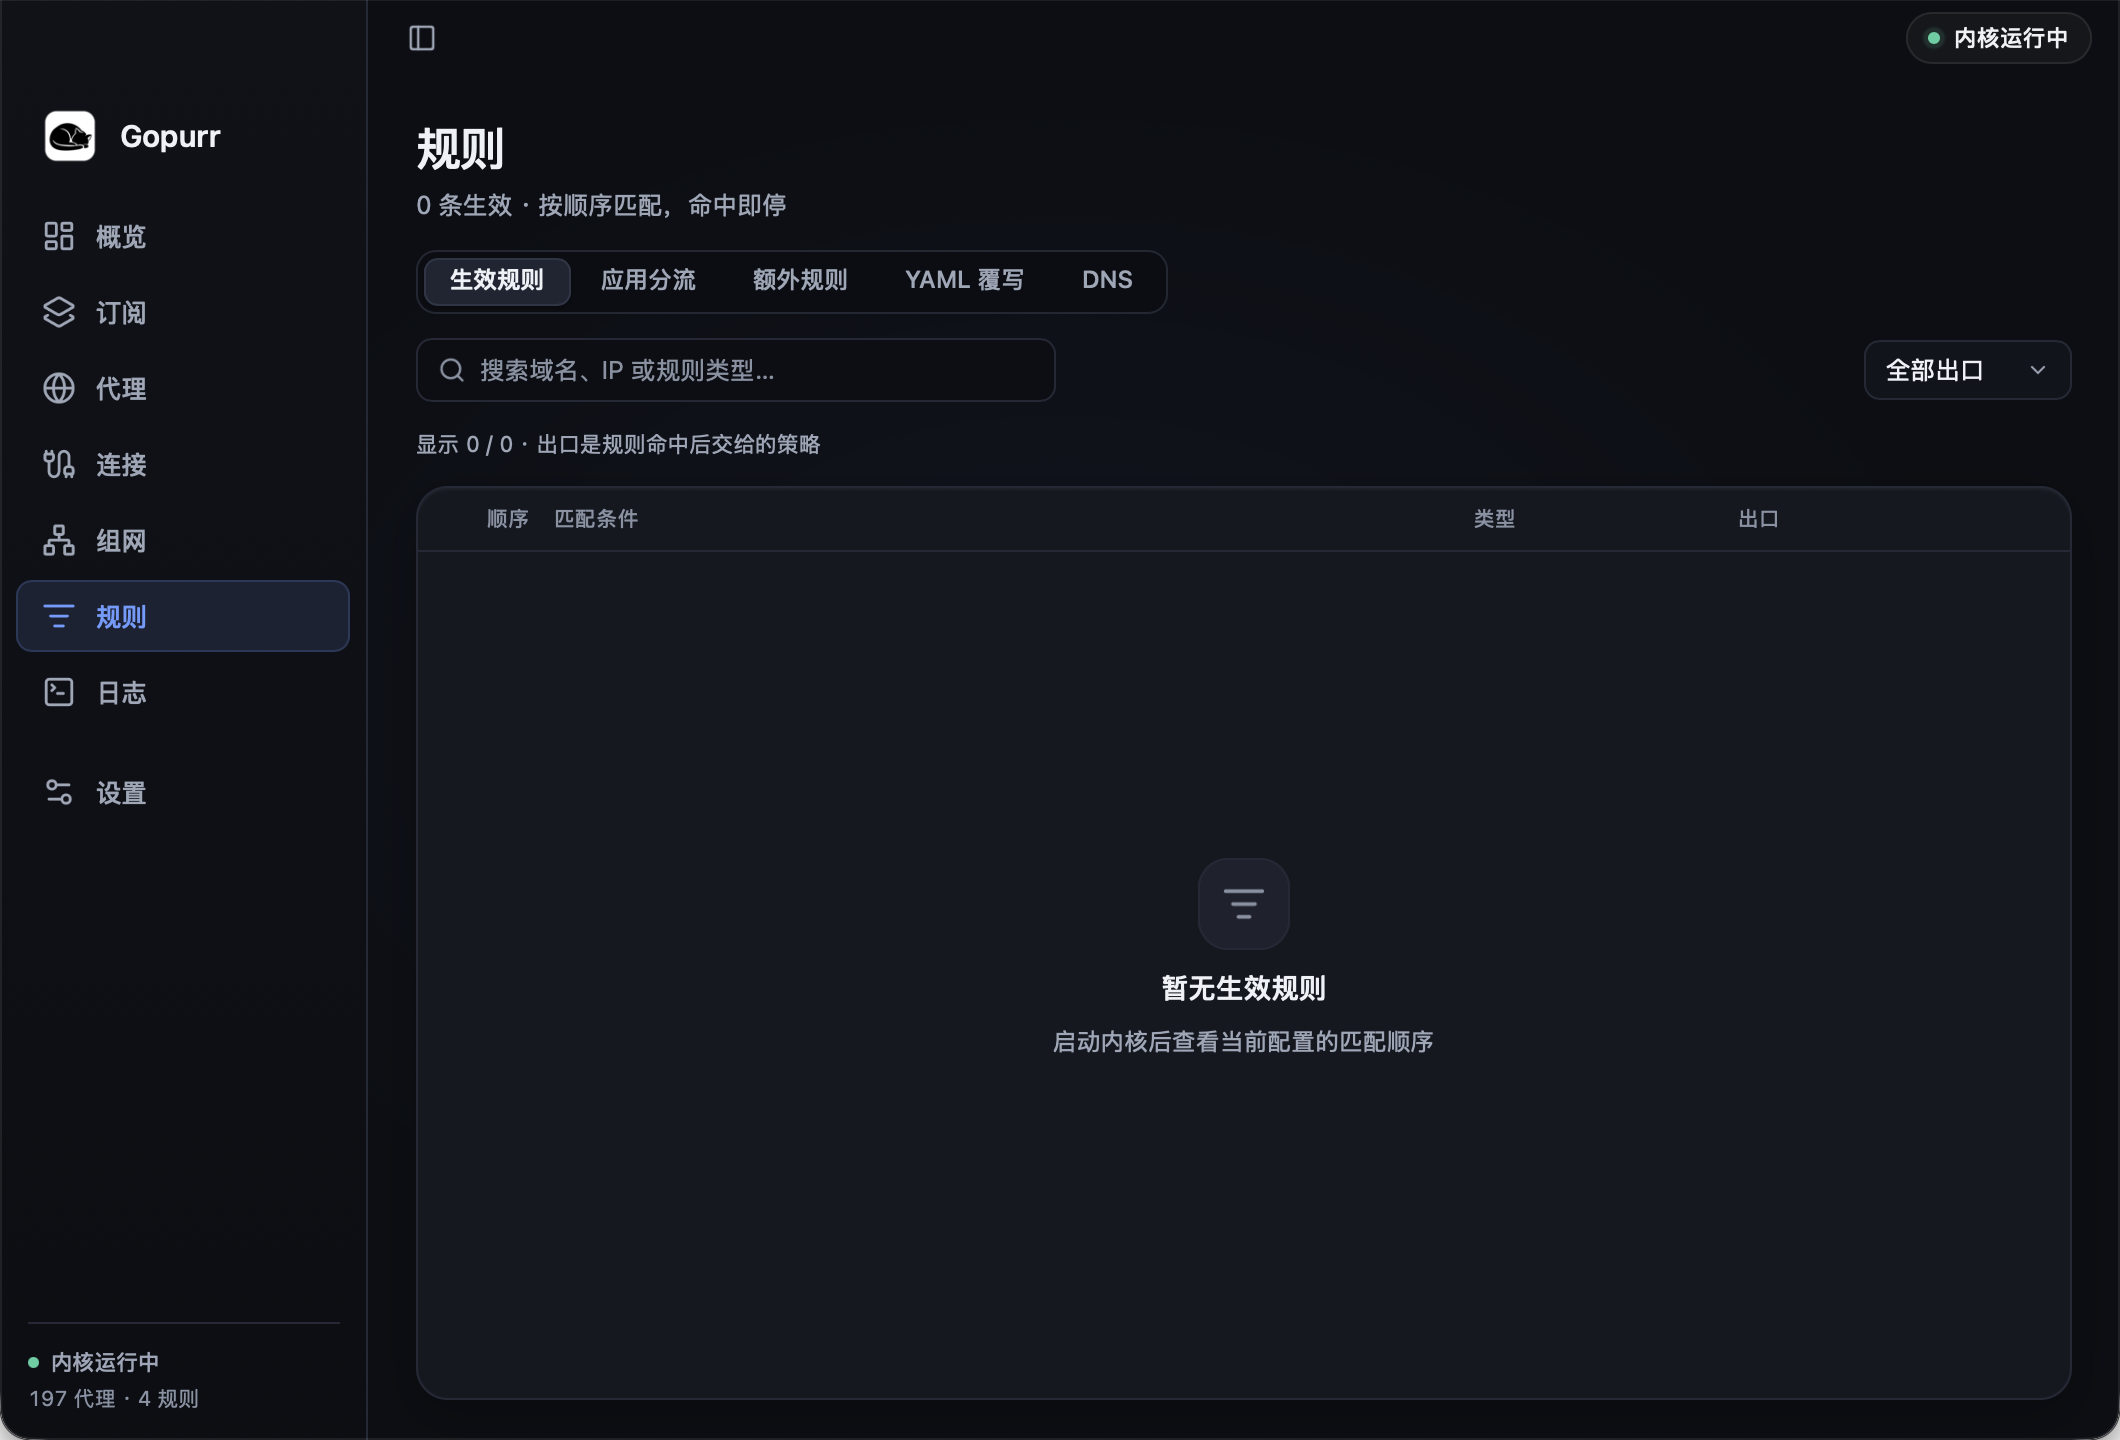 内核运行中
Gopurr
概览
订阅
代理
连接
组网
规则
日志
设置
内核运行中
197 代理 · 4 规则
规则
0 条生效 · 按顺序匹配，命中即停
生效规则 应用分流 额外规则 YAML 覆写 DNS
搜索域名、IP 或规则类型...
全部出口
显示 0 / 0 · 出口是规则命中后交给的策略
顺序 匹配条件 类型 出口
暂无生效规则
启动内核后查看当前配置的匹配顺序